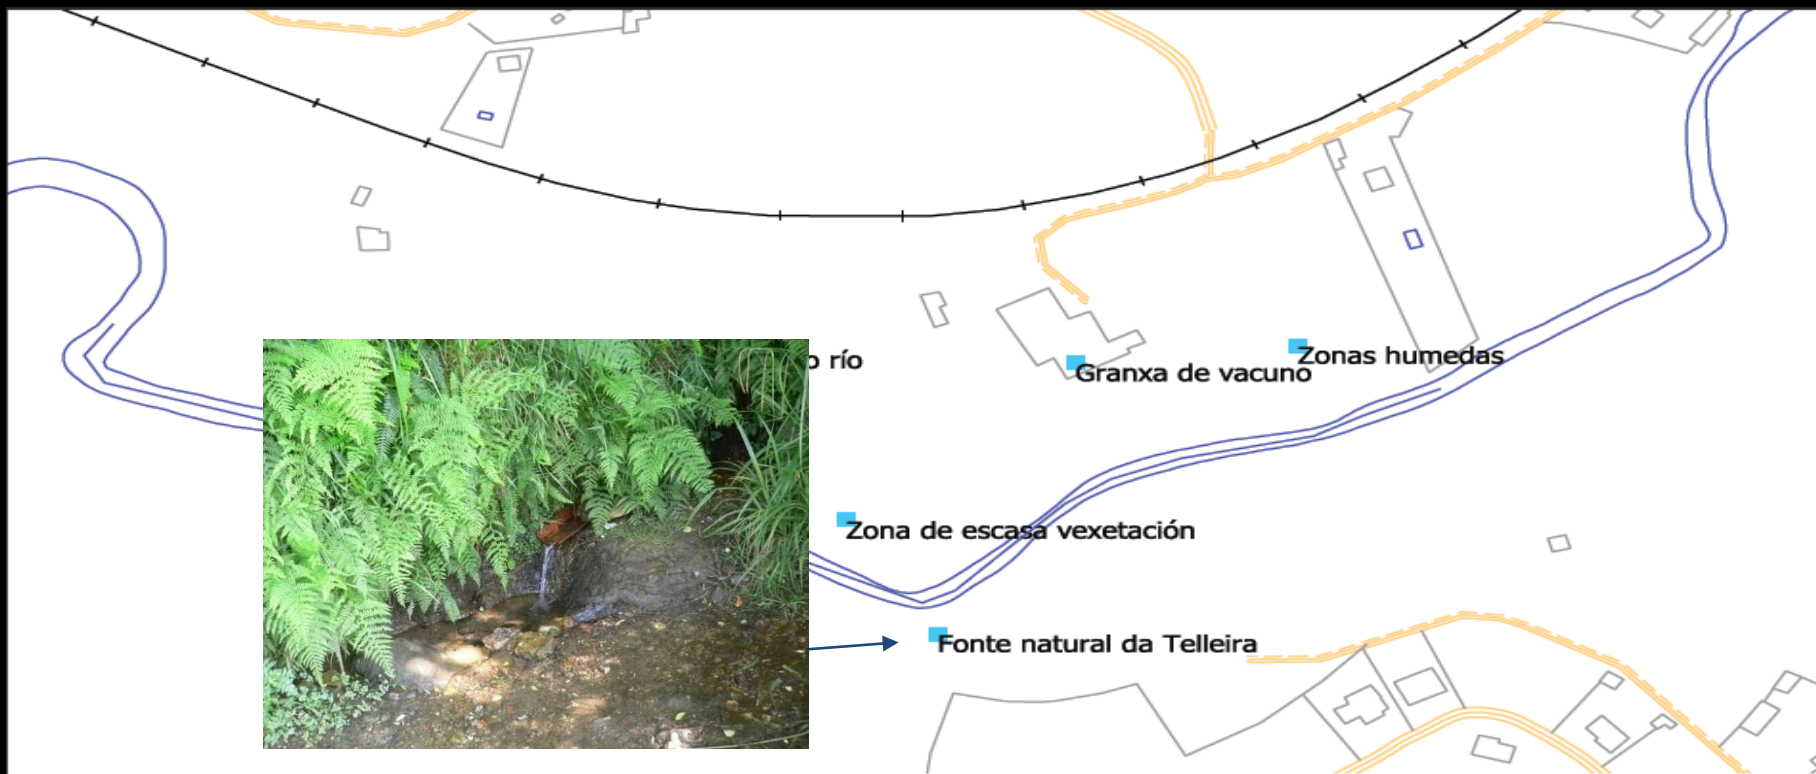 río
Zonas humedas
Granxa de vacuno
Zona de escasa vexetación
Fonte natural da Telleira